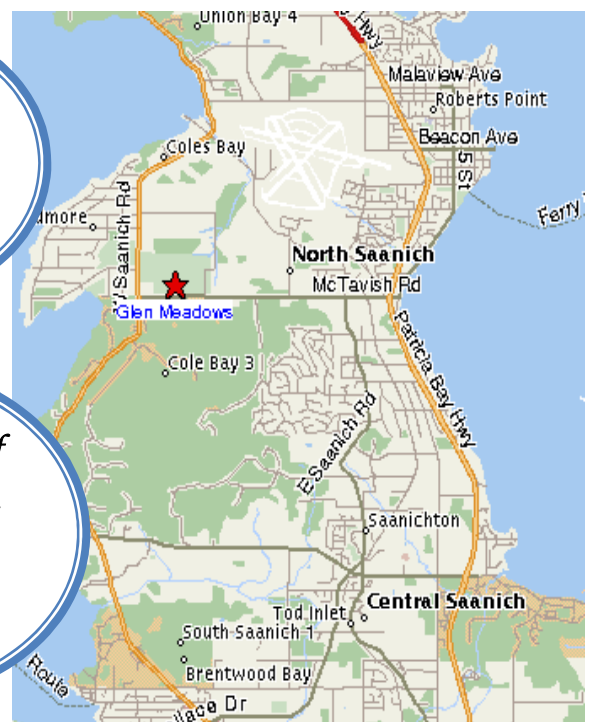 Union Bay 4
Hwy
Malaview Ave
Roberts Point
Beacon Ave
5 St
Coles Bay
Saanich Rd
Ferry
North Saanich
McTavish Rd
Glen Meadows
Patricia Bay Hwy
Cole Bay 3
E Saanich Rd
Saanichton
Central Saanich
Tod Inlet
South Saanich 1
Brentwood Bay
Route
Dr